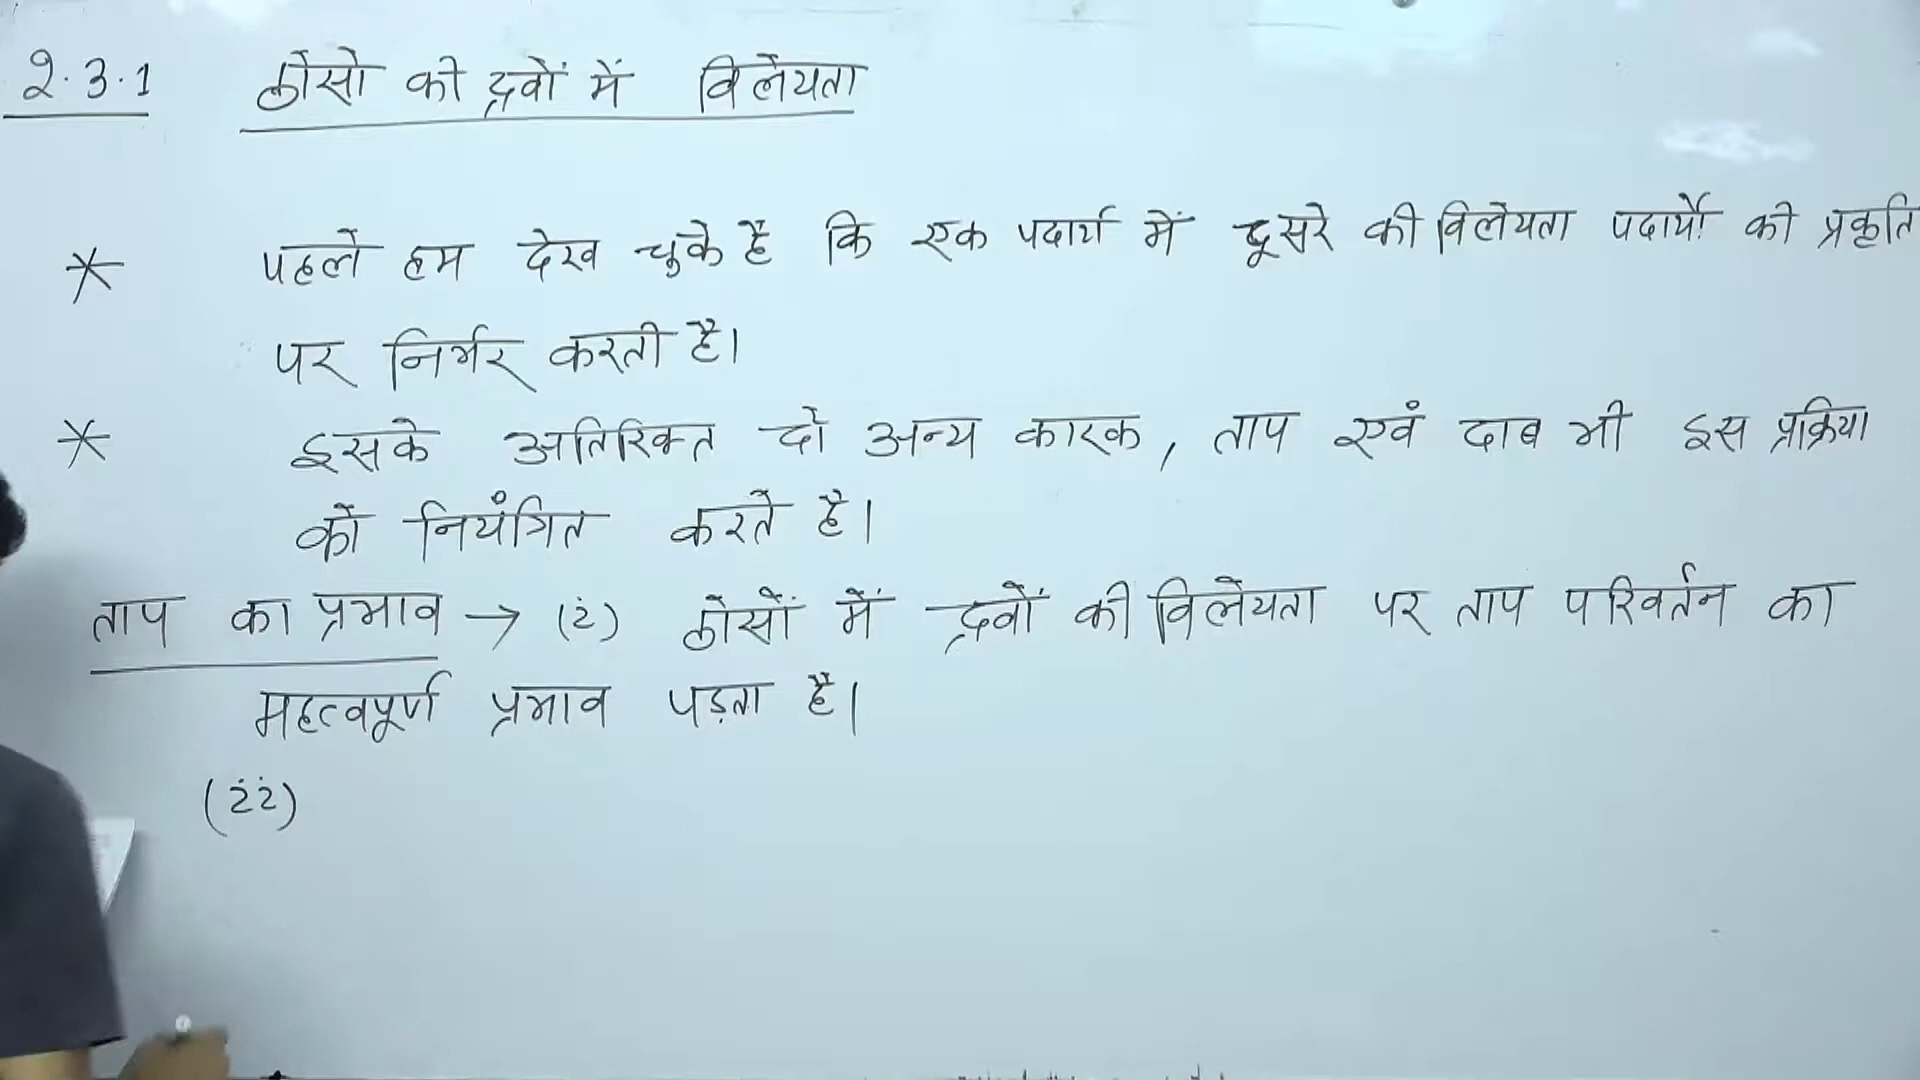 2.3.1 ठोसो की द्रवों में विलेयता
* पहले हम देख चुके हैं कि एक पदार्थ में दूसरे की विलेयता पदार्थों की प्रकृति
पर निर्भर करती है।
* इसके अतिरिक्त दो अन्य कारक, ताप एवं दाब भी इस प्रक्रिया
को नियंत्रित करते है।
ताप का प्रभाव → (i) ठोसों में द्रवों की विलेयता पर ताप परिवर्तन का
महत्वपूर्ण प्रभाव पड़ता है।
(ii)